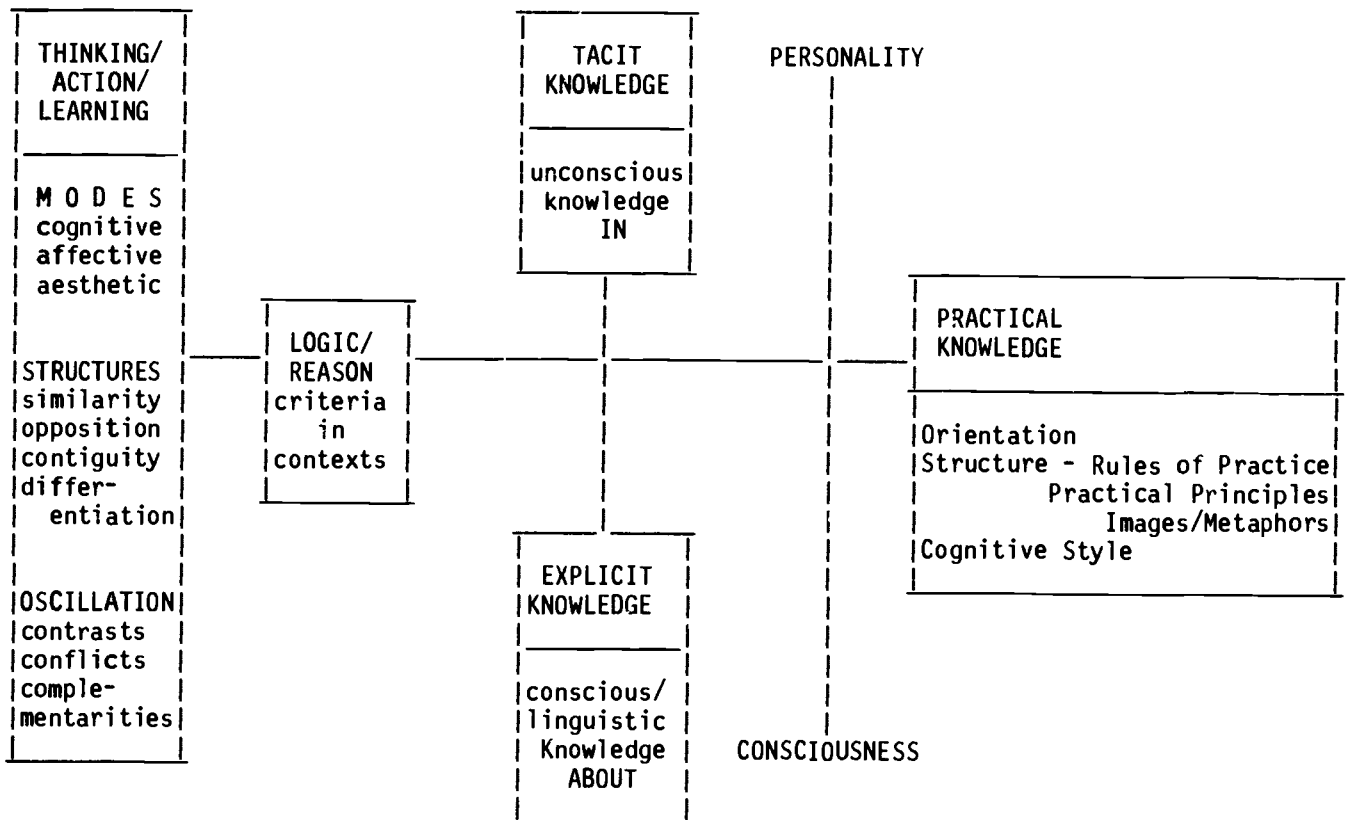 THINKING/
ACTION/
LEARNING
M O D E S
cognitive
affective
aesthetic
STRUCTURES
similarity
opposition
contiguity
differ-
entiation
OSCILLATION
contrasts
conflicts
comple-
mentarities
LOGIC/
REASON
criteria
in
contexts
TACIT
KNOWLEDGE
unconscious
knowledge
IN
EXPLICIT
KNOWLEDGE
conscious/
linguistic
Knowledge
ABOUT
PERSONALITY
CONSCIOUSNESS
PRACTICAL
KNOWLEDGE
Orientation
Structure - Rules of Practice
Practical Principles
Images/Metaphors
Cognitive Style